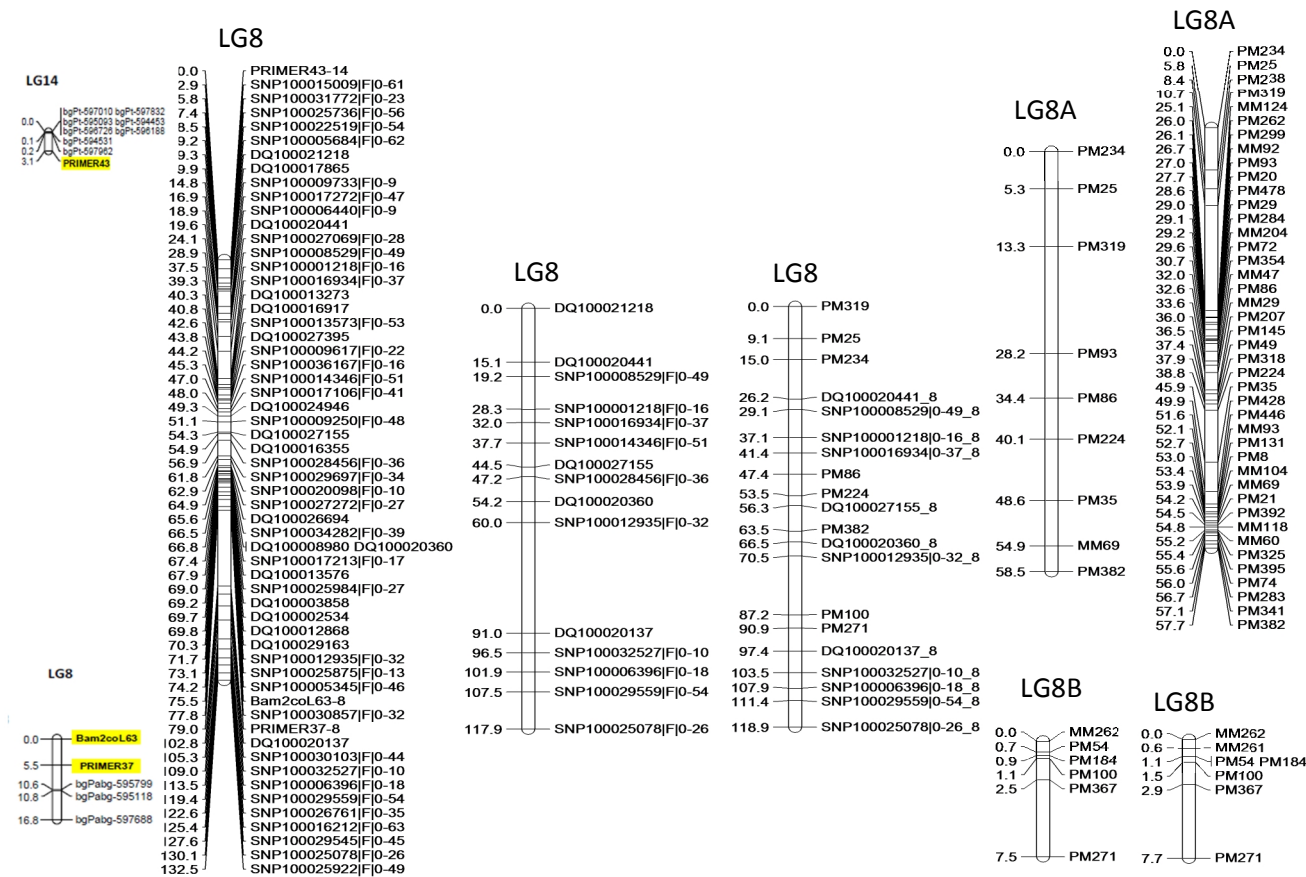 LG14
0.0 bgPt-597010 bgPt-597832
bgPt-595093 bgPt-594453
bgPt-596726 bgPt-596188
0.1 bgPt-594531
0.2 bgPt-597962
3.1 PRIMER43
LG8
0.0 Bam2coL63
5.5 PRIMER37
10.6 bgPabg-595799
10.8 bgPabg-595118
16.8 bgPabg-597688
LG8
0.0 PRIMER43-14
2.9 SNP100015009|F|0-61
5.8 SNP100031772|F|0-23
7.4 SNP100025736|F|0-56
8.5 SNP100022519|F|0-54
9.2 SNP100005684|F|0-62
9.3 DQ100021218
9.9 DQ100017865
14.8 SNP100009733|F|0-9
16.9 SNP100017272|F|0-47
18.9 SNP100006440|F|0-9
19.6 DQ100020441
24.1 SNP100027069|F|0-28
28.9 SNP100008529|F|0-49
37.5 SNP100001218|F|0-16
39.3 SNP100016934|F|0-37
40.3 DQ100013273
40.8 DQ100016917
42.6 SNP100013573|F|0-53
43.8 DQ100027395
44.2 SNP100009617|F|0-22
45.3 SNP100036167|F|0-16
47.0 SNP100014346|F|0-51
48.0 SNP100017106|F|0-41
49.3 DQ100024946
51.1 SNP100009250|F|0-48
54.3 DQ100027155
54.9 DQ100016355
56.9 SNP100028456|F|0-36
61.8 SNP100029697|F|0-34
62.9 SNP100020098|F|0-10
64.9 SNP100027272|F|0-27
65.6 DQ100026694
66.5 SNP100034282|F|0-39
66.8 DQ100008980 DQ100020360
67.4 SNP100017213|F|0-17
67.9 DQ100013576
69.0 SNP100025984|F|0-27
69.2 DQ100003858
69.7 DQ100002534
69.8 DQ100012868
70.3 DQ100029163
71.7 SNP100012935|F|0-32
73.1 SNP100025875|F|0-13
74.2 SNP100005345|F|0-46
75.5 Bam2coL63-8
77.8 SNP100030857|F|0-32
79.0 PRIMER37-8
102.8 DQ100020137
105.3 SNP100030103|F|0-44
109.0 SNP100032527|F|0-10
113.5 SNP100006396|F|0-18
119.4 SNP100029559|F|0-54
122.6 SNP100026761|F|0-35
125.4 SNP100016212|F|0-63
127.6 SNP100029545|F|0-45
130.1 SNP100025078|F|0-26
132.5 SNP100025922|F|0-49
LG8
0.0 DQ100021218
15.1 DQ100020441
19.2 SNP100008529|F|0-49
28.3 SNP100001218|F|0-16
32.0 SNP100016934|F|0-37
37.7 SNP100014346|F|0-51
44.5 DQ100027155
47.2 SNP100028456|F|0-36
54.2 DQ100020360
60.0 SNP100012935|F|0-32
91.0 DQ100020137
96.5 SNP100032527|F|0-10
101.9 SNP100006396|F|0-18
107.5 SNP100029559|F|0-54
117.9 SNP100025078|F|0-26
LG8
0.0 PM319
9.1 PM25
15.0 PM234
26.2 DQ100020441_8
29.1 SNP100008529|0-49_8
37.1 SNP100001218|0-16_8
41.4 SNP100016934|0-37_8
47.4 PM86
53.5 PM224
56.3 DQ100027155_8
63.5 PM382
66.5 DQ100020360_8
70.5 SNP100012935|0-32_8
87.2 PM100
90.9 PM271
97.4 DQ100020137_8
103.5 SNP100032527|0-10_8
107.9 SNP100006396|0-18_8
111.4 SNP100029559|0-54_8
118.9 SNP100025078|0-26_8
LG8A
0.0 PM234
5.3 PM25
13.3 PM319
28.2 PM93
34.4 PM86
40.1 PM224
48.6 PM35
54.9 MM69
58.5 PM382
LG8B
0.0 MM262
0.7 PM54
0.9 PM184
1.1 PM100
2.5 PM367
7.5 PM271
LG8A
0.0 PM234
5.8 PM25
8.4 PM238
10.7 PM319
25.1 MM124
26.0 PM262
26.1 PM299
26.7 MM92
27.0 PM93
27.7 PM20
28.6 PM478
29.0 PM29
29.1 PM284
29.2 MM204
29.6 PM72
30.7 PM354
32.0 MM47
32.6 PM86
33.6 MM29
36.0 PM207
36.5 PM145
37.4 PM49
37.9 PM318
38.8 PM224
45.9 PM35
49.9 PM428
51.6 PM446
52.1 MM93
52.7 PM131
53.0 PM8
53.4 MM104
53.9 MM69
54.2 PM21
54.5 PM392
54.8 MM118
55.2 MM60
55.4 PM325
55.6 PM395
56.0 PM74
56.7 PM283
57.1 PM341
57.7 PM382
LG8B
0.0 MM262
0.6 MM261
1.1 PM54 PM184
1.5 PM100
2.9 PM367
7.7 PM271